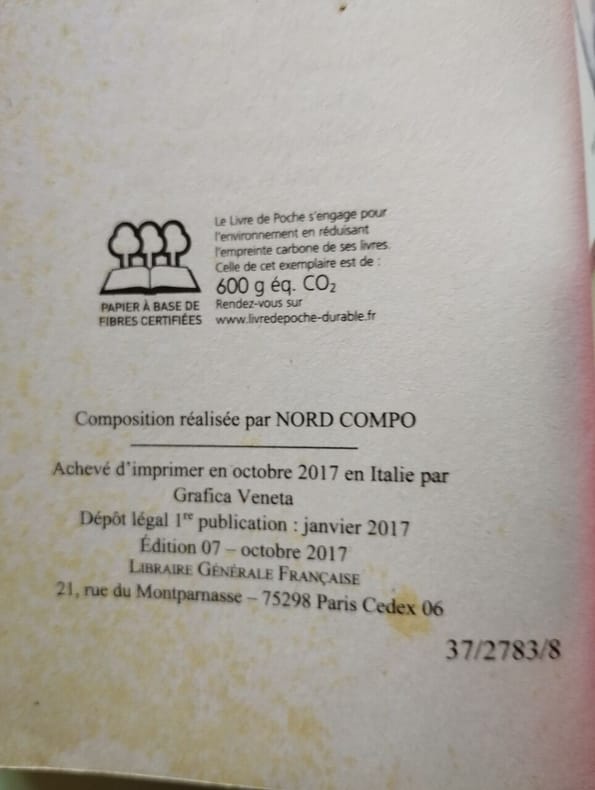 Le Livre de Poche s'engage pour
l'environnement en réduisant
l'empreinte carbone de ses livres.
Celle de cet exemplaire est de :
600 g éq. CO₂
Rendez-vous sur
www.livredepoche-durable.fr
PAPIER À BASE DE
FIBRES CERTIFIÉES
Composition réalisée par NORD COMPO
Achevé d'imprimer en octobre 2017 en Italie par
Grafica Veneta
Dépôt légal 1re publication : janvier 2017
Édition 07 – octobre 2017
LIBRAIRE GÉNÉRALE FRANÇAISE
21, rue du Montparnasse – 75298 Paris Cedex 06
37/2783/8